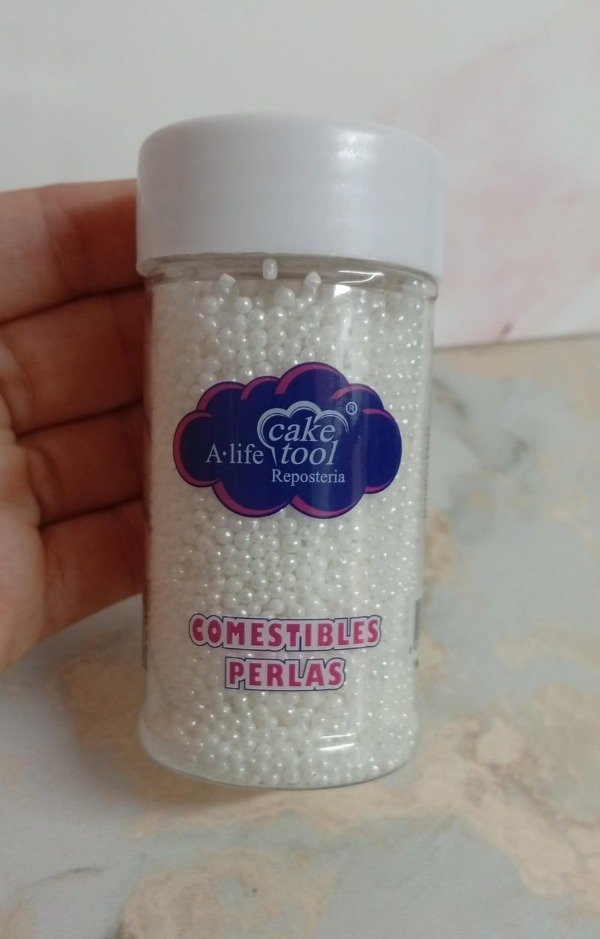 cake
A·life tool
®
Reposteria
COMESTIBLES
PERLAS